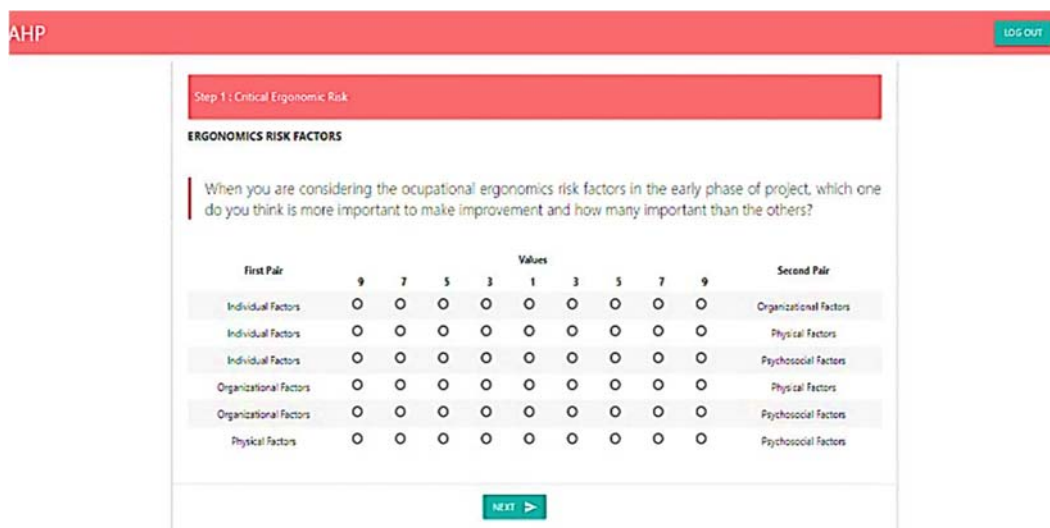 AHP
LOG OUT
Step 1 : Critical Ergonomic Risk
ERGONOMICS RISK FACTORS
When you are considering the ocupational ergonomics risk factors in the early phase of project, which one
do you think is more important to make improvement and how many important than the others?
First Pair Values Second Pair
9 7 5 3 1 3 5 7 9
Individual Factors Organizational Factors
Individual Factors Physical Factors
Individual Factors Psychosocial Factors
Organizational Factors Physical Factors
Organizational Factors Psychosocial Factors
Physical Factors Psychosocial Factors
NEXT